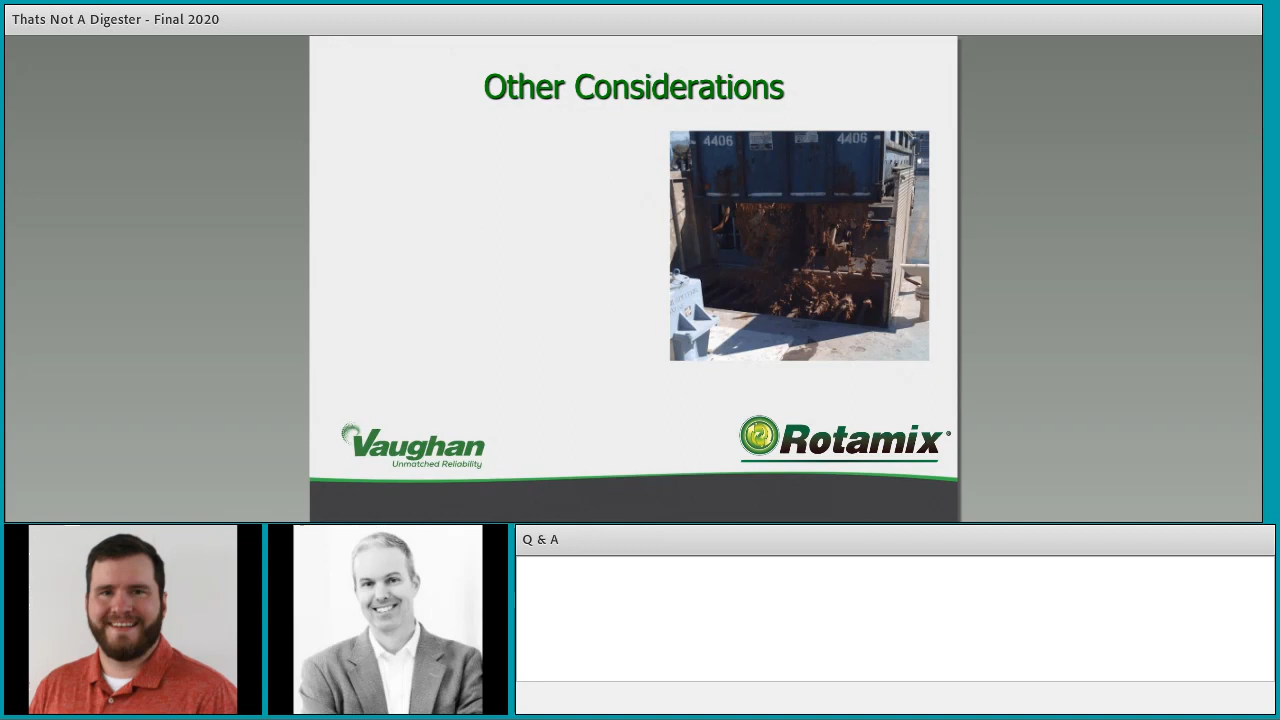 Thats Not A Digester - Final 2020
Other Considerations
4406
4406
Vaughan
Unmatched Reliability
Rotamix®
Q & A